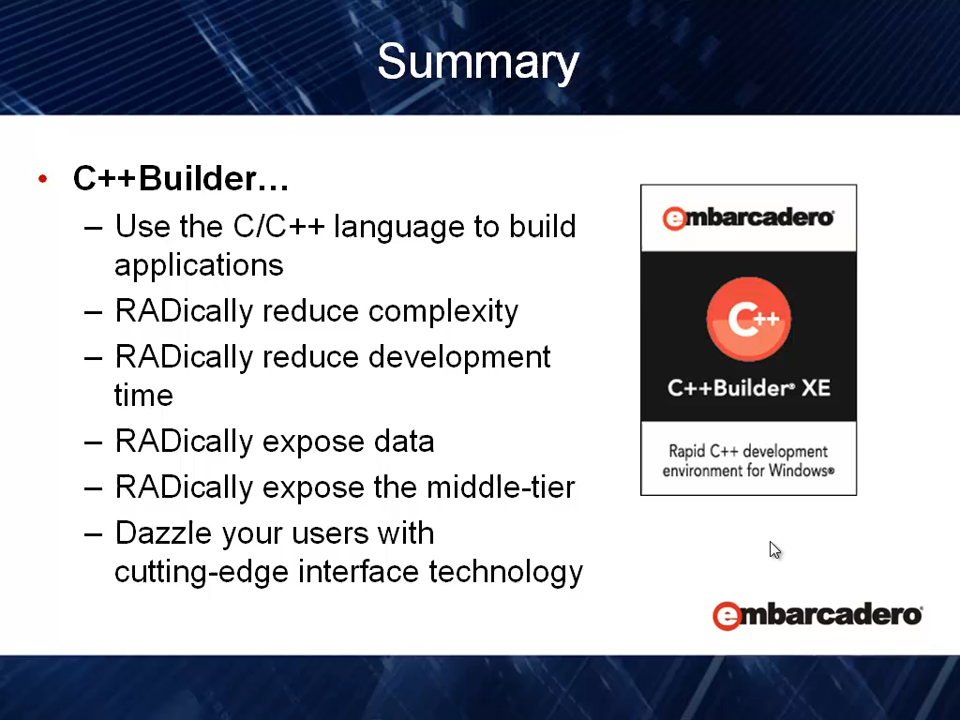 Summary
• C++Builder…
– Use the C/C++ language to build
applications
– RADically reduce complexity
– RADically reduce development
time
– RADically expose data
– RADically expose the middle-tier
– Dazzle your users with
cutting-edge interface technology
embarcadero®
C++
C++Builder® XE
Rapid C++ development
environment for Windows®
embarcadero®